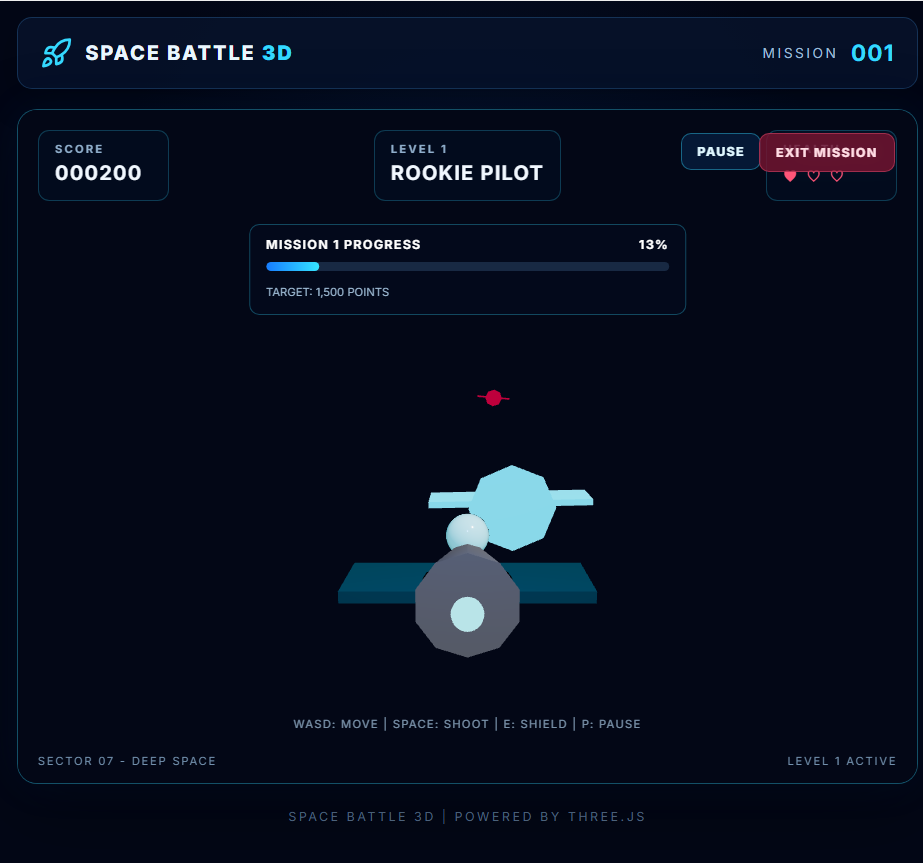 SPACE BATTLE 3D
MISSION 001
SCORE
000200
LEVEL 1
ROOKIE PILOT
PAUSE
EXIT MISSION
MISSION 1 PROGRESS 13%
TARGET: 1,500 POINTS
WASD: MOVE | SPACE: SHOOT | E: SHIELD | P: PAUSE
SECTOR 07 - DEEP SPACE
LEVEL 1 ACTIVE
SPACE BATTLE 3D | POWERED BY THREE.JS